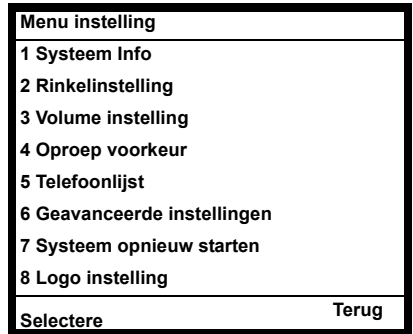 Menu instelling
1 Systeem Info
2 Rinkelinstelling
3 Volume instelling
4 Oproep voorkeur
5 Telefoonlijst
6 Geavanceerde instellingen
7 Systeem opnieuw starten
8 Logo instelling
Selectere Terug